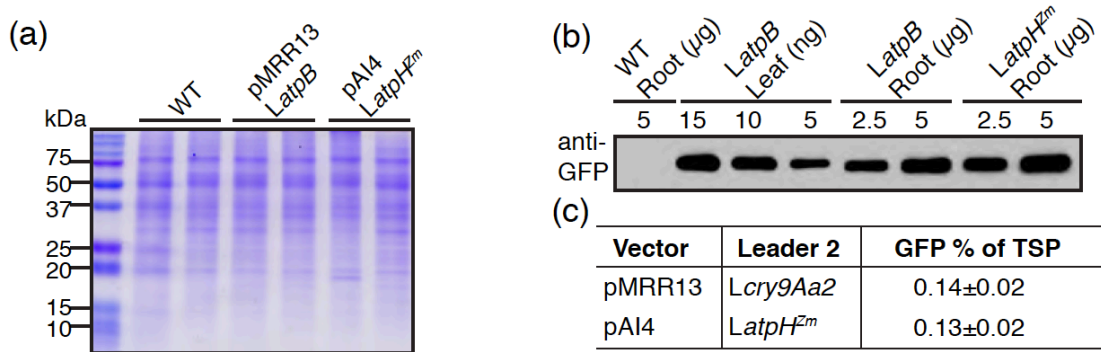 (a)
WT
pMRR13
LatpB
pAI4
LatpH^Zm
kDa
75
50
37
25
20
15
10
(b)
WT
Root (µg)
LatpB
Leaf (ng)
LatpB
Root (µg)
LatpH^Zm
Root (µg)
5 15 10 5 2.5 5 2.5 5
anti-
GFP
(c)
Vector Leader 2 GFP % of TSP
pMRR13 Lcry9Aa2 0.14±0.02
pAI4 LatpH^Zm 0.13±0.02